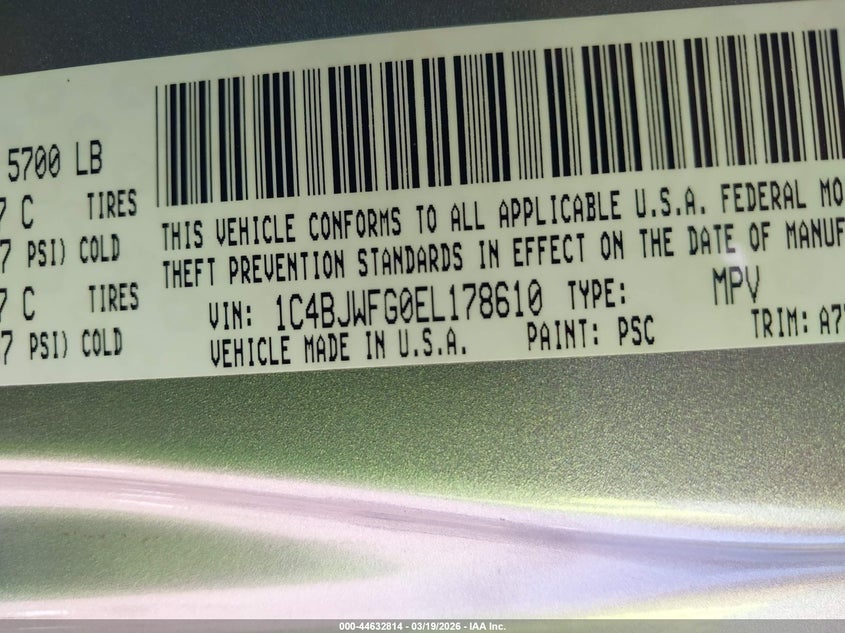 5700 LB
7 C TIRES
7 PSI) COLD
7 C TIRES
7 PSI) COLD
THIS VEHICLE CONFORMS TO ALL APPLICABLE U.S.A. FEDERAL MO
THEFT PREVENTION STANDARDS IN EFFECT ON THE DATE OF MANUF
VIN: 1C4BJWFG0EL178610 TYPE: MPV
VEHICLE MADE IN U.S.A. PAINT: PSC TRIM: A7
000-44632814 - 03/19/2026 - IAA Inc.